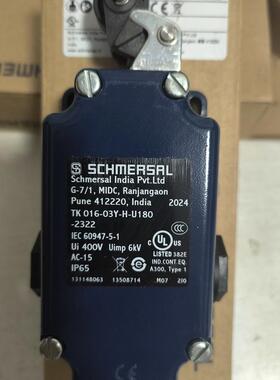 SCHMERSAL
Schmersal India Pvt.Ltd
G-7/1, MIDC, Ranjangaon
Pune 412220, India 2024
TK 016-03Y-H-U180
-2322
IEC 60947-5-1
Ui 400V Uimp 6kV
AC-15
IP65
LISTED 382E
IND.CONT.EQ.
A300, Type 1
131148063 13508714 M07 210